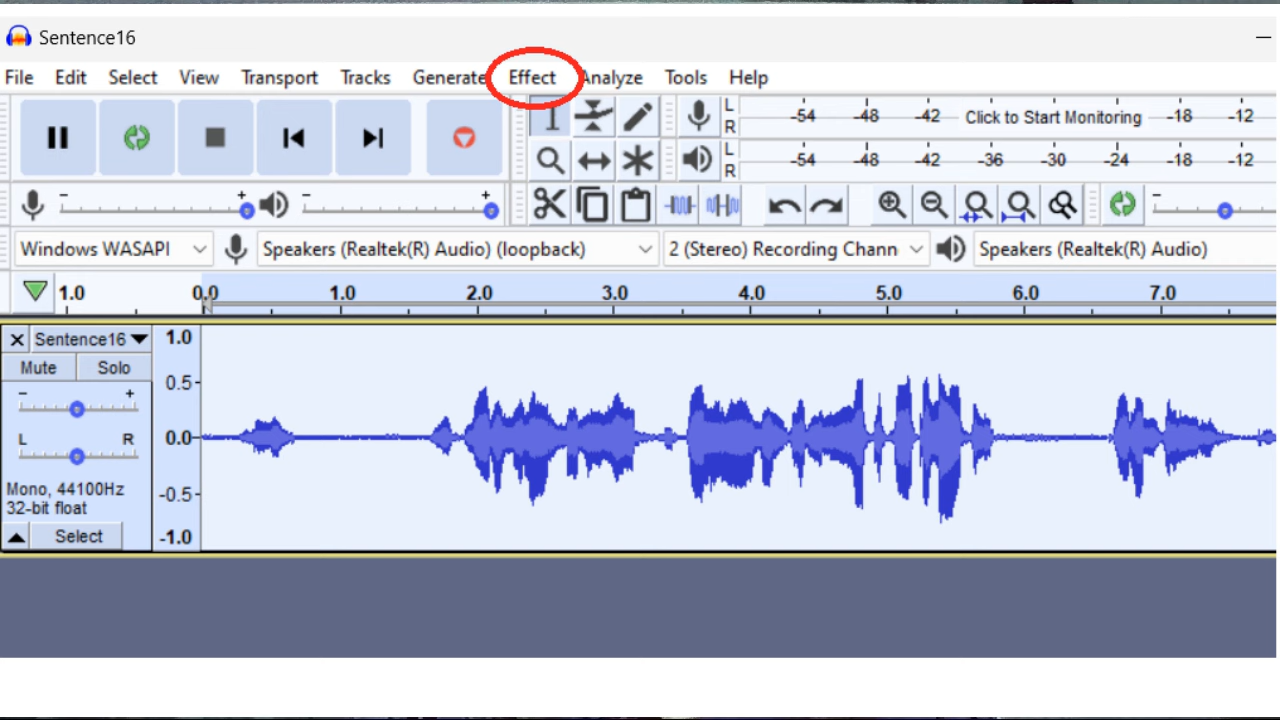 Sentence16
File Edit Select View Transport Tracks Generate Effect Analyze Tools Help
L
R
-54 -48 -42 Click to Start Monitoring -18 -12
L
R
-54 -48 -42 -36 -30 -24 -18 -12
- + - + -
Windows WASAPI Speakers (Realtek(R) Audio) (loopback) 2 (Stereo) Recording Chann Speakers (Realtek(R) Audio)
1.0 0.0 1.0 2.0 3.0 4.0 5.0 6.0 7.0
Sentence16 1.0
Mute Solo
0.5
- +
L R 0.0
Mono, 44100Hz -0.5
32-bit float
Select -1.0